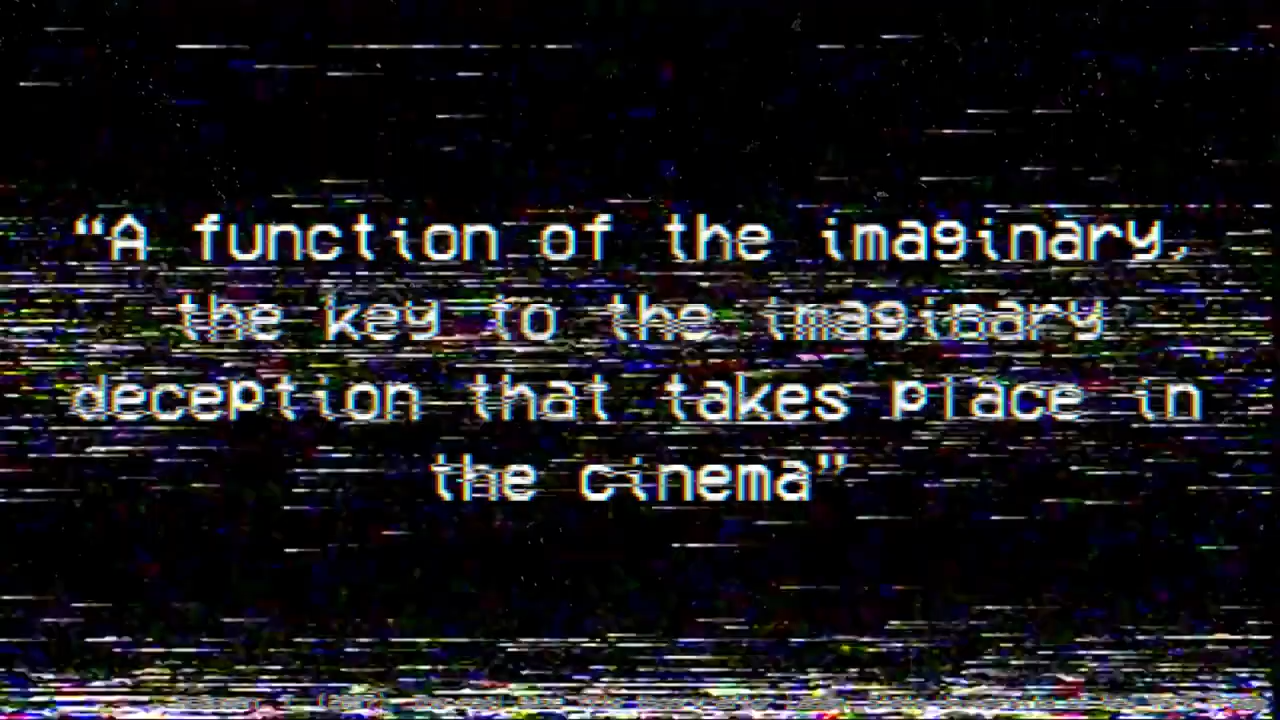 “A function of the imaginary,
the key to the imaginary
deception that takes place in
the cinema”